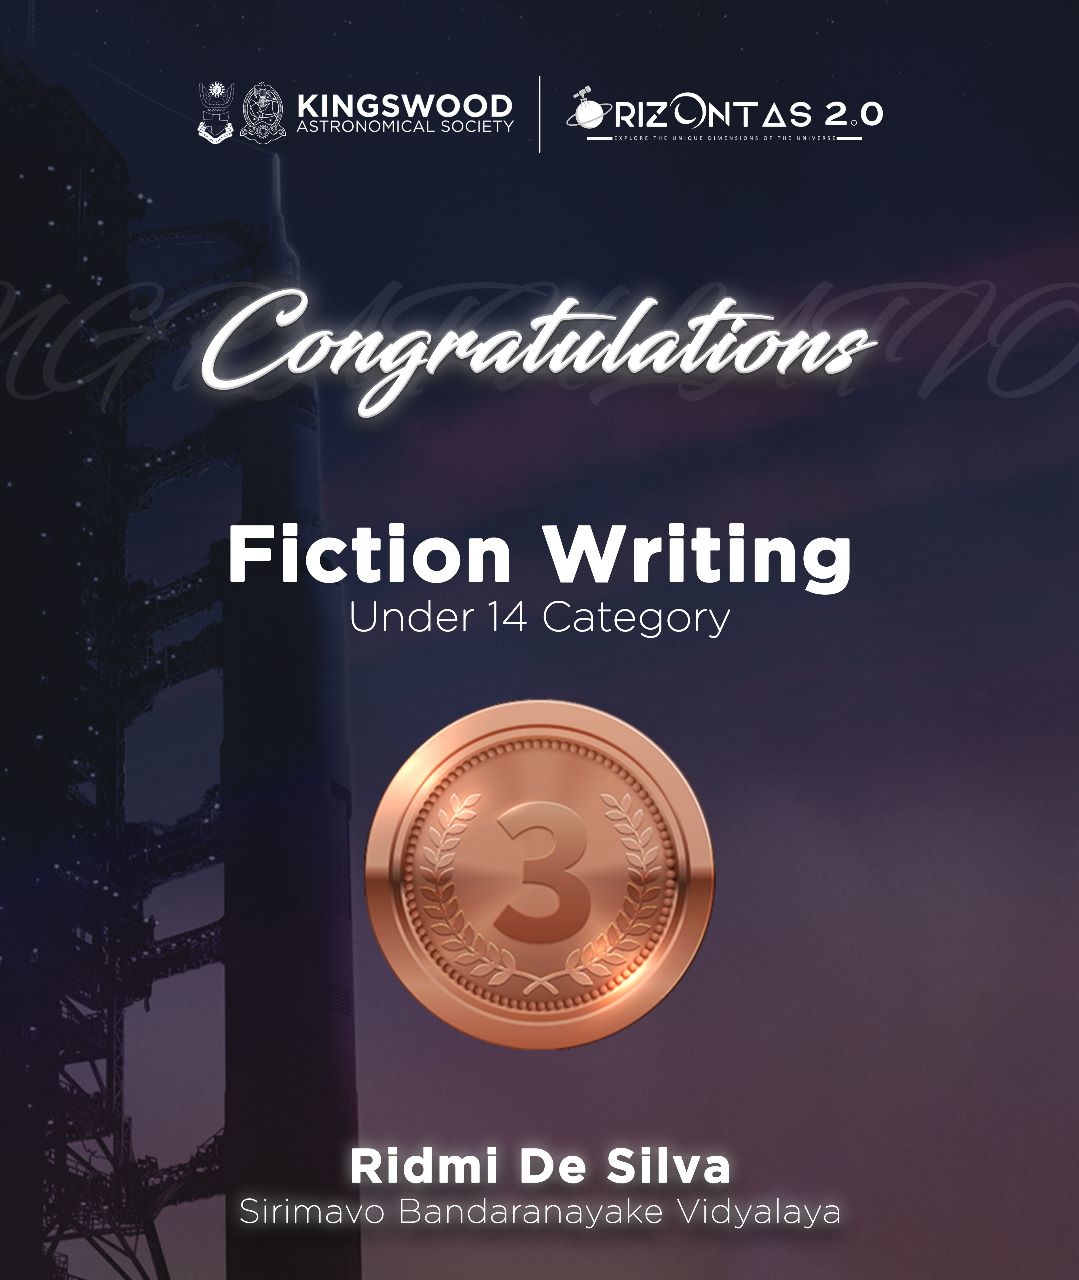 KINGSWOOD
ASTRONOMICAL SOCIETY
ORIZONTAS 2.0
EXPLORE THE UNIQUE DIMENSIONS OF THE UNIVERSE
Congratulations
Fiction Writing
Under 14 Category
3
Ridmi De Silva
Sirimavo Bandaranayake Vidyalaya